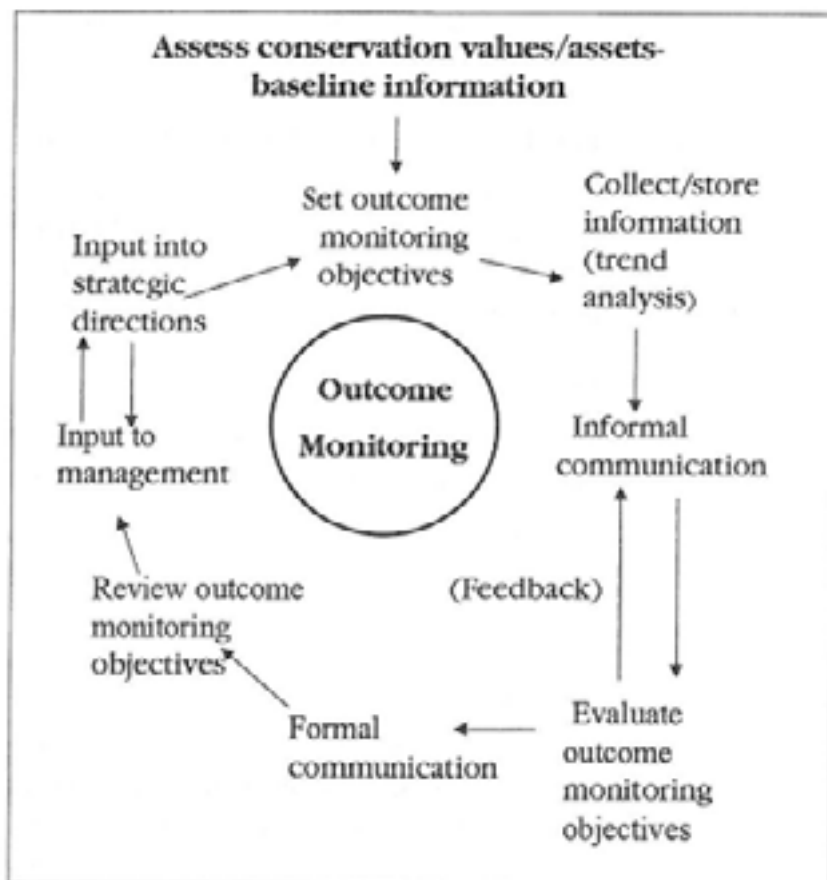 Assess conservation values/assets-
baseline information
Set outcome
monitoring
objectives
Collect/store
information
(trend
analysis)
Informal
communication
(Feedback)
Evaluate
outcome
monitoring
objectives
Formal
communication
Review outcome
monitoring
objectives
Input to
management
Input into
strategic
directions
Outcome
Monitoring